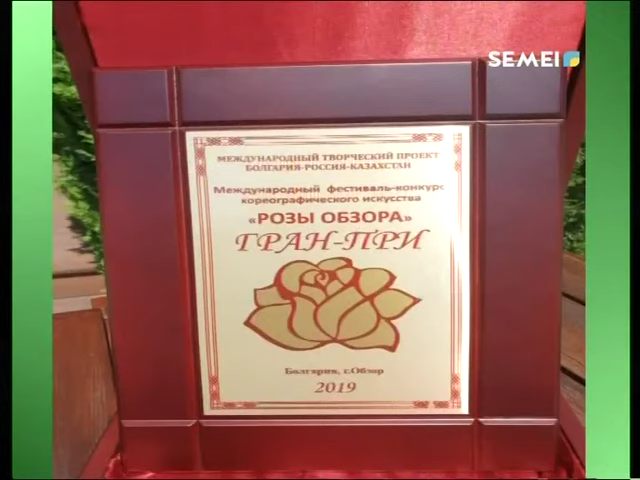 SEMEI
МЕЖДУНАРОДНЫЙ ТВОРЧЕСКИЙ ПРОЕКТ
БОЛГАРИЯ-РОССИЯ-КАЗАХСТАН
Международный фестиваль-конкурс
хореографического искусства
«РОЗЫ ОБЗОРА»
ГРАН-ПРИ
Болгария, г.Обзор
2019